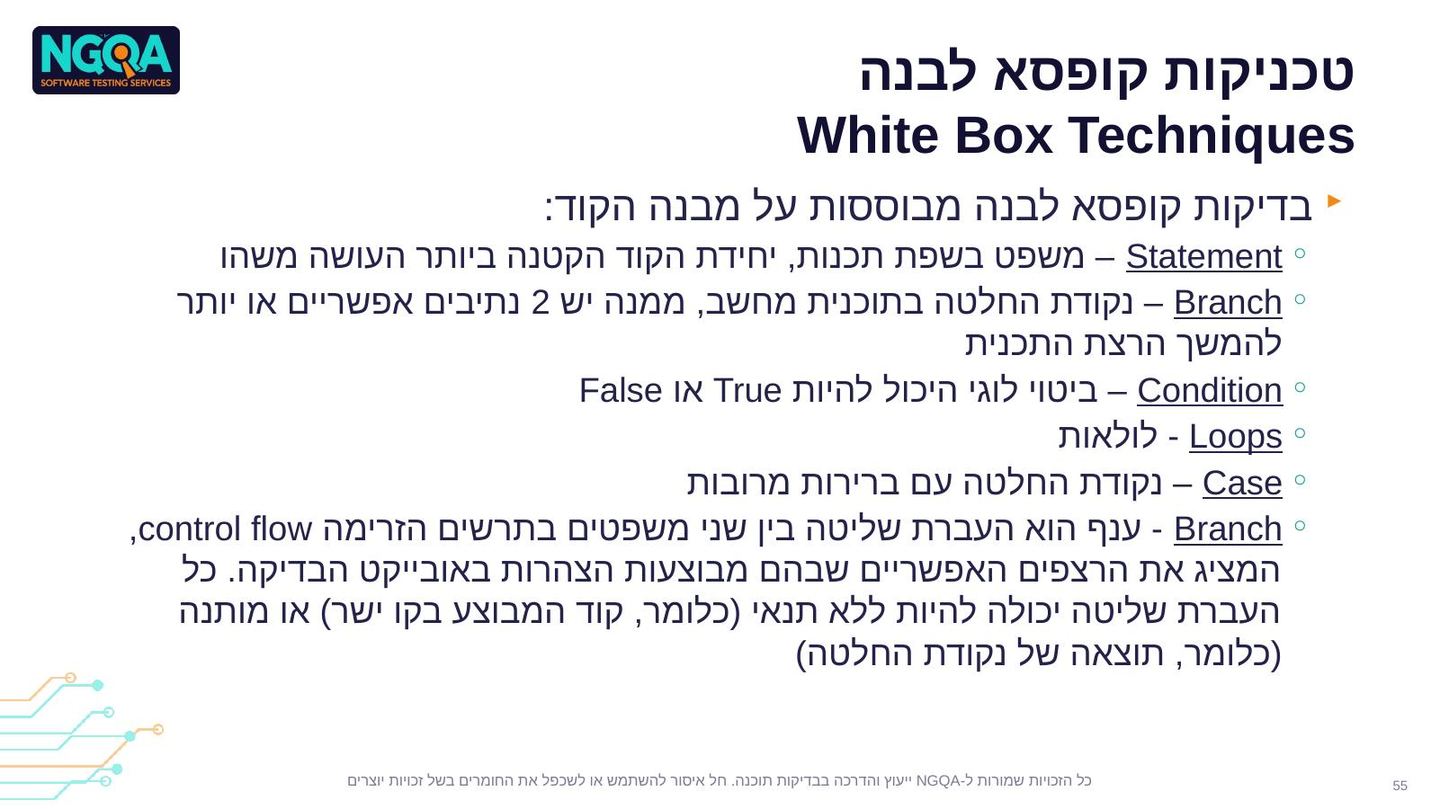 NGQA
SOFTWARE TESTING SERVICES
טכניקות קופסא לבנה
White Box Techniques
בדיקות קופסא לבנה מבוססות על מבנה הקוד:
Statement – משפט בשפת תכנות, יחידת הקוד הקטנה ביותר העושה משהו
Branch – נקודת החלטה בתוכנית מחשב, ממנה יש 2 נתיבים אפשריים או יותר
להמשך הרצת התכנית
Condition – ביטוי לוגי היכול להיות True או False
Loops - לולאות
Case – נקודת החלטה עם ברירות מרובות
Branch - ענף הוא העברת שליטה בין שני משפטים בתרשים הזרימה control flow,
המציג את הרצפים האפשריים שבהם מבוצעות הצהרות באובייקט הבדיקה. כל
העברת שליטה יכולה להיות ללא תנאי (כלומר, קוד המבוצע בקו ישר) או מותנה
(כלומר, תוצאה של נקודת החלטה)
כל הזכויות שמורות ל-NGQA ייעוץ והדרכה בבדיקות תוכנה. חל איסור להשתמש או לשכפל את החומרים בשל זכויות יוצרים
55